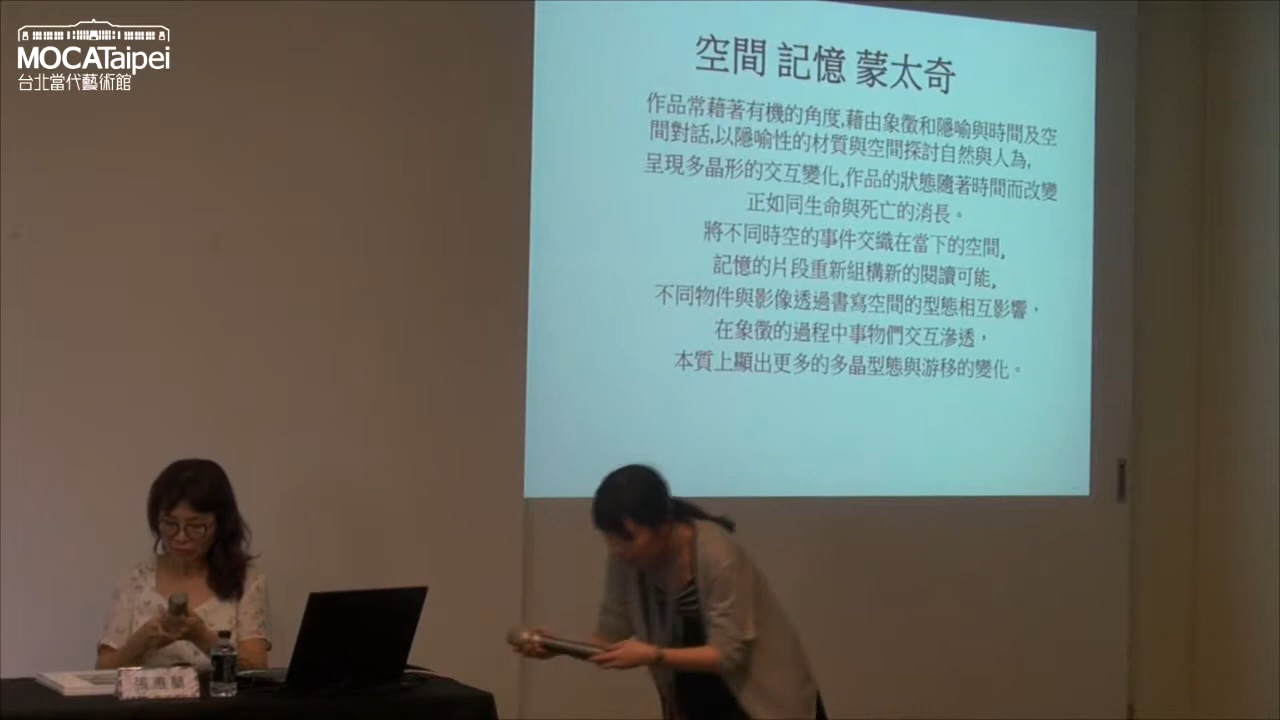 MOCATaipei
台北當代藝術館
空間 記憶 蒙太奇
作品常藉著有機的角度,藉由象徵和隱喻與時間及空
間對話,以隱喻性的材質與空間探討自然與人為,
呈現多晶形的交互變化,作品的狀態隨著時間而改變
正如同生命與死亡的消長。
將不同時空的事件交織在當下的空間,
記憶的片段重新組構新的閱讀可能,
不同物件與影像透過書寫空間的型態相互影響，
在象徵的過程中事物們交互滲透，
本質上顯出更多的多晶型態與游移的變化。
張惠蘭